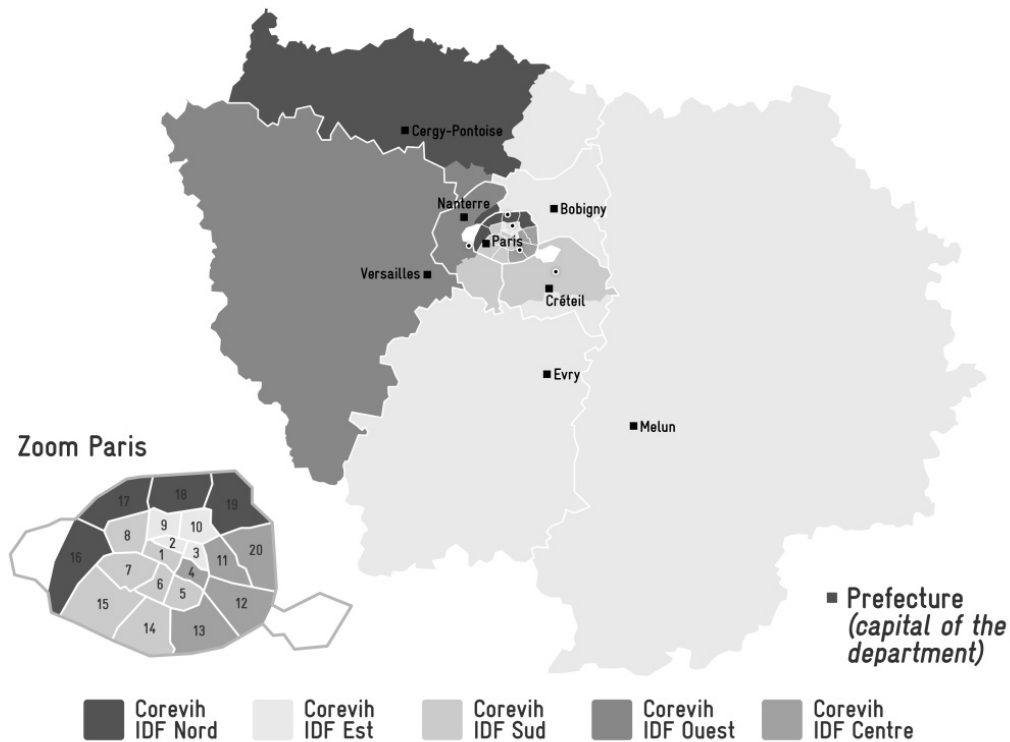 Cergy-Pontoise
Nanterre
Bobigny
Paris
Versailles
Créteil
Evry
Melun
Zoom Paris
17
18
19
9
10
8
2
16
1
3
11
20
7
4
6
5
15
12
14
13
Prefecture
(capital of the
department)
Corevih
IDF Nord
Corevih
IDF Est
Corevih
IDF Sud
Corevih
IDF Ouest
Corevih
IDF Centre